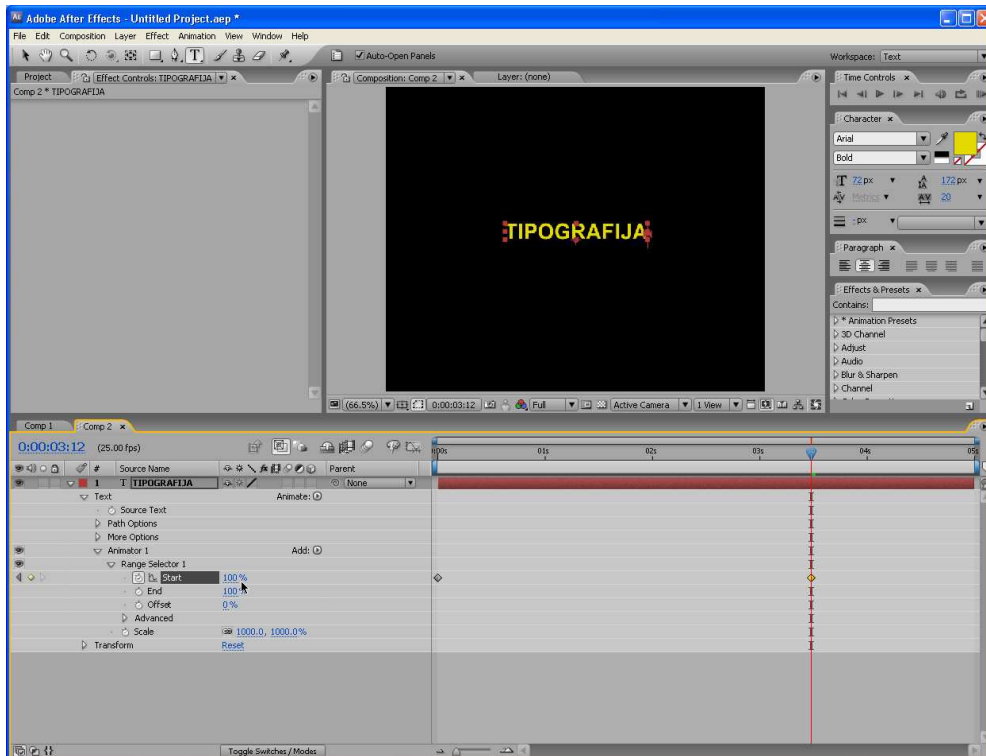 Adobe After Effects - Untitled Project.aep *
File Edit Composition Layer Effect Animation View Window Help
T Auto-Open Panels Workspace: Text
Project Effect Controls: TIPOGRAFIJA Composition: Comp 2 Layer: (none) Time Controls
Comp 2 * TIPOGRAFIJA
Character
Arial
Bold
72 px 172 px
Metrics 20
- px
TIPOGRAFIJA
Paragraph
Effects & Presets
Contains:
* Animation Presets
3D Channel
Adjust
Audio
Blur & Sharpen
Channel
(66.5%) 0:00:03:12 Full Active Camera 1 View
Comp 1 Comp 2
0:00:03:12 (25.00 fps)
01s 02s 03s 04s 05s
# Source Name Parent
1 T TIPOGRAFIJA None
Text Animate:
Source Text
Path Options
More Options
Animator 1 Add:
Range Selector 1
Start 100 %
End 100 %
Offset 0 %
Advanced
Scale 1000.0, 1000.0 %
Transform Reset
Toggle Switches / Modes